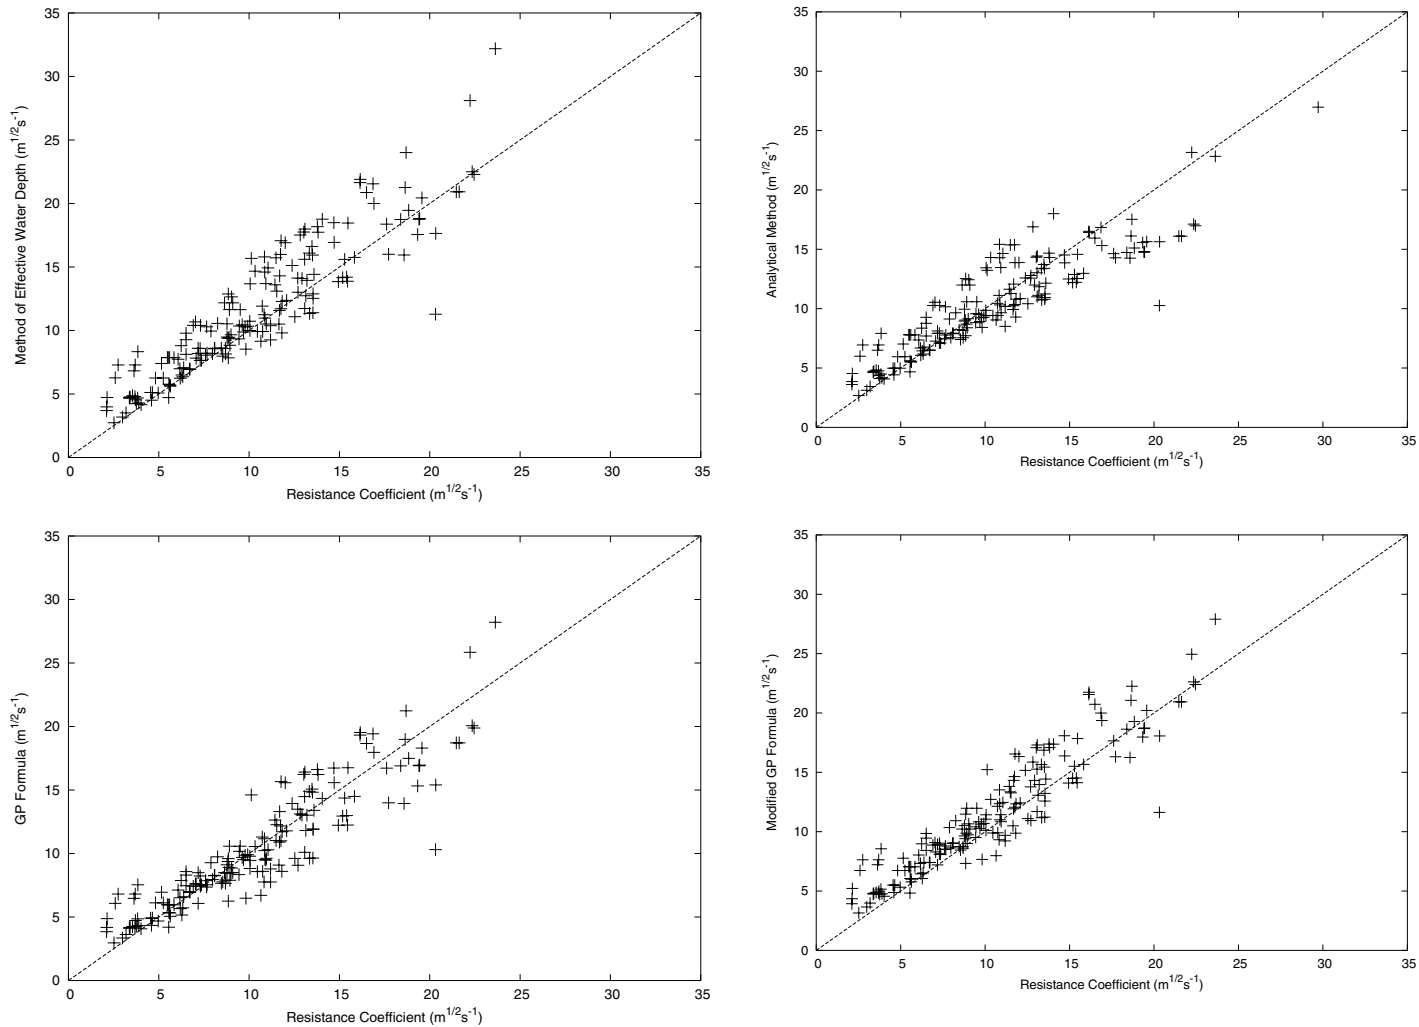 35
30
25
20
15
10
5
0
Method of Effective Water Depth (m^1/2s^-1)
0 5 10 15 20 25 30 35
Resistance Coefficient (m^1/2s^-1)
35
30
25
20
15
10
5
0
Analytical Method (m^1/2s^-1)
0 5 10 15 20 25 30 35
Resistance Coefficient (m^1/2s^-1)
35
30
25
20
15
10
5
0
GP Formula (m^1/2s^-1)
0 5 10 15 20 25 30 35
Resistance Coefficient (m^1/2s^-1)
35
30
25
20
15
10
5
0
Modified GP Formula (m^1/2s^-1)
0 5 10 15 20 25 30 35
Resistance Coefficient (m^1/2s^-1)